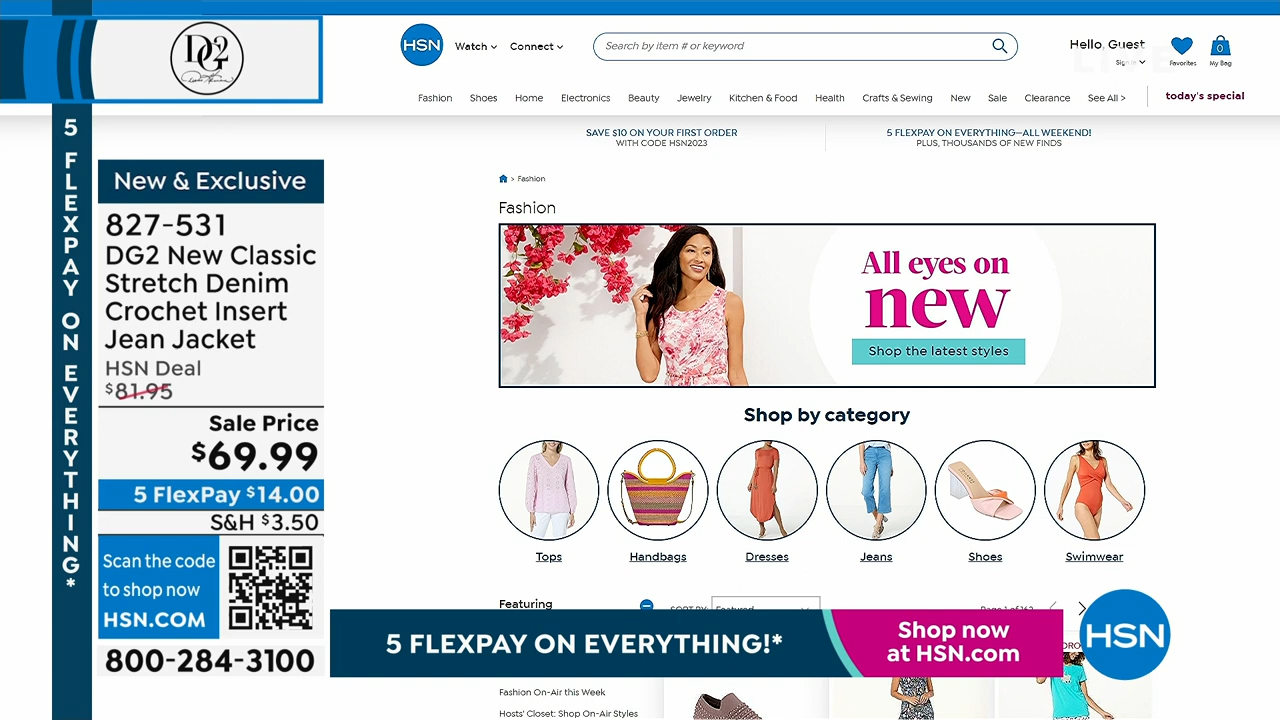 DG2
5 FLEXPAY ON EVERYTHING*
New & Exclusive
827-531
DG2 New Classic
Stretch Denim
Crochet Insert
Jean Jacket
HSN Deal
$81.95
Sale Price
$69.99
5 FlexPay $14.00
S&H $3.50
Scan the code
to shop now
HSN.COM
800-284-3100
HSN
Watch
Connect
Search by item # or keyword
Hello, Guest
Sign In
Favorites
0
My Bag
Fashion Shoes Home Electronics Beauty Jewelry Kitchen & Food Health Crafts & Sewing New Sale Clearance See All > today's special
SAVE $10 ON YOUR FIRST ORDER
WITH CODE HSN2023
5 FLEXPAY ON EVERYTHING—ALL WEEKEND!
PLUS, THOUSANDS OF NEW FINDS
> Fashion
Fashion
All eyes on
new
Shop the latest styles
Shop by category
Tops Handbags Dresses Jeans Shoes Swimwear
Featuring
SORT BY: Featured
Page 1 of 162
5 FLEXPAY ON EVERYTHING!*
Shop now
at HSN.com
HSN
Fashion On-Air this Week
Hosts' Closet: Shop On-Air Styles